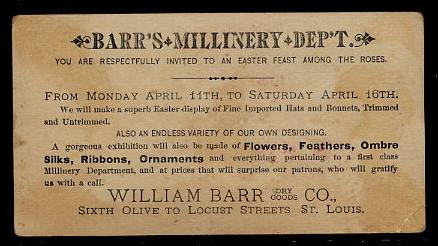 BARR'S MILLINERY DEP'T.
YOU ARE RESPECTFULLY INVITED TO AN EASTER FEAST AMONG THE ROSES.
FROM MONDAY APRIL 11TH, TO SATURDAY APRIL 16TH.
We will make a superb Easter display of Fine Imported Hats and Bonnets, Trimmed
and Untrimmed.
ALSO AN ENDLESS VARIETY OF OUR OWN DESIGNING.
A gorgeous exhibition will also be made of Flowers, Feathers, Ombre
Silks, Ribbons, Ornaments and everything pertaining to a first class
Millinery Department, and at prices that will surprise our patrons, who will gratify
us with a call.
WILLIAM BARR DRY GOODS CO.,
SIXTH OLIVE TO LOCUST STREETS ST. LOUIS.